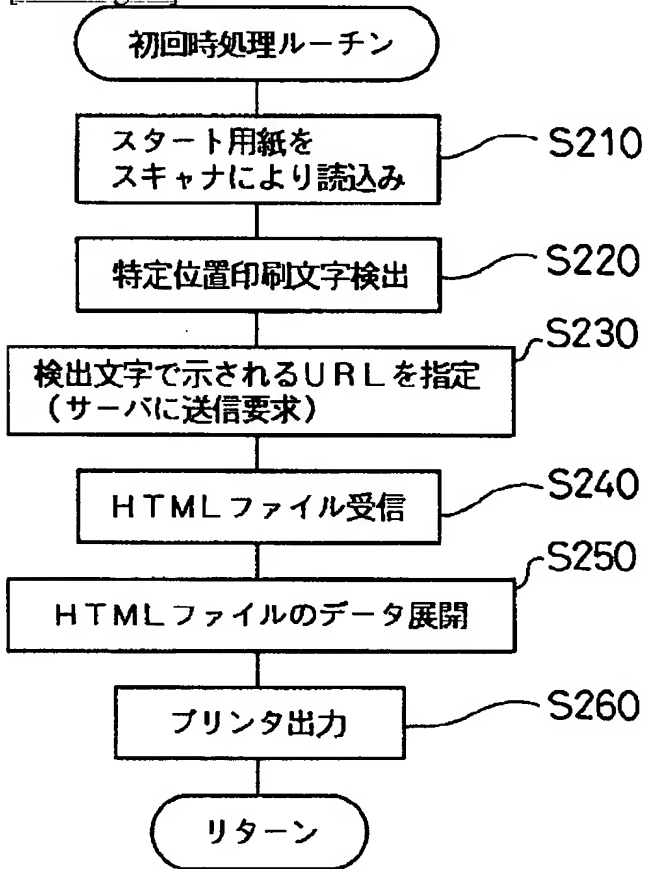 初回時処理ルーチン
スタート用紙を
スキャナにより読込み
S210
特定位置印刷文字検出
S220
検出文字で示されるＵＲＬを指定
（サーバに送信要求）
S230
ＨＴＭＬファイル受信
S240
ＨＴＭＬファイルのデータ展開
S250
プリンタ出力
S260
リターン